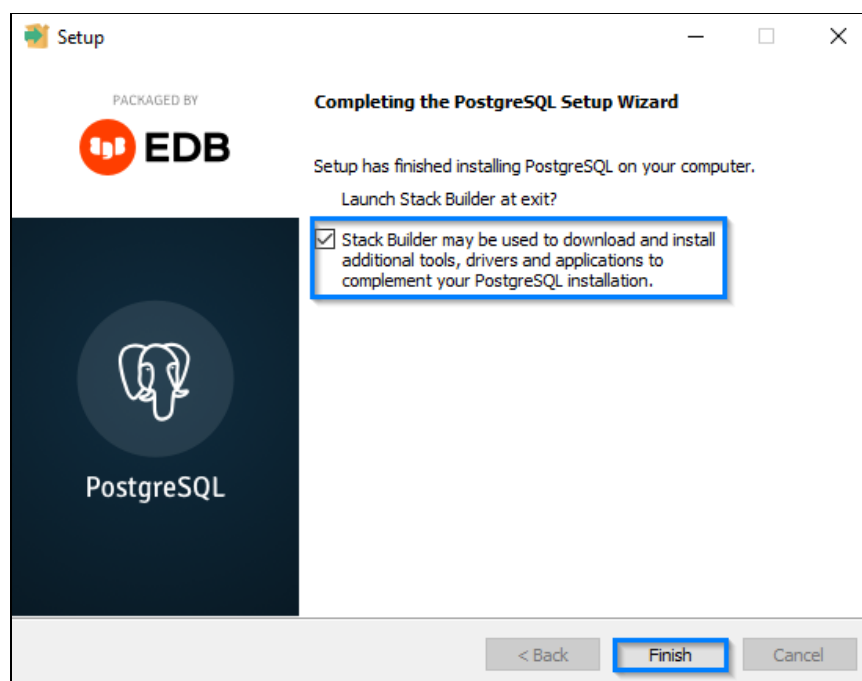 Setup
PACKAGED BY
EDB
PostgreSQL
Completing the PostgreSQL Setup Wizard
Setup has finished installing PostgreSQL on your computer.
Launch Stack Builder at exit?
Stack Builder may be used to download and install
additional tools, drivers and applications to
complement your PostgreSQL installation.
< Back
Finish
Cancel